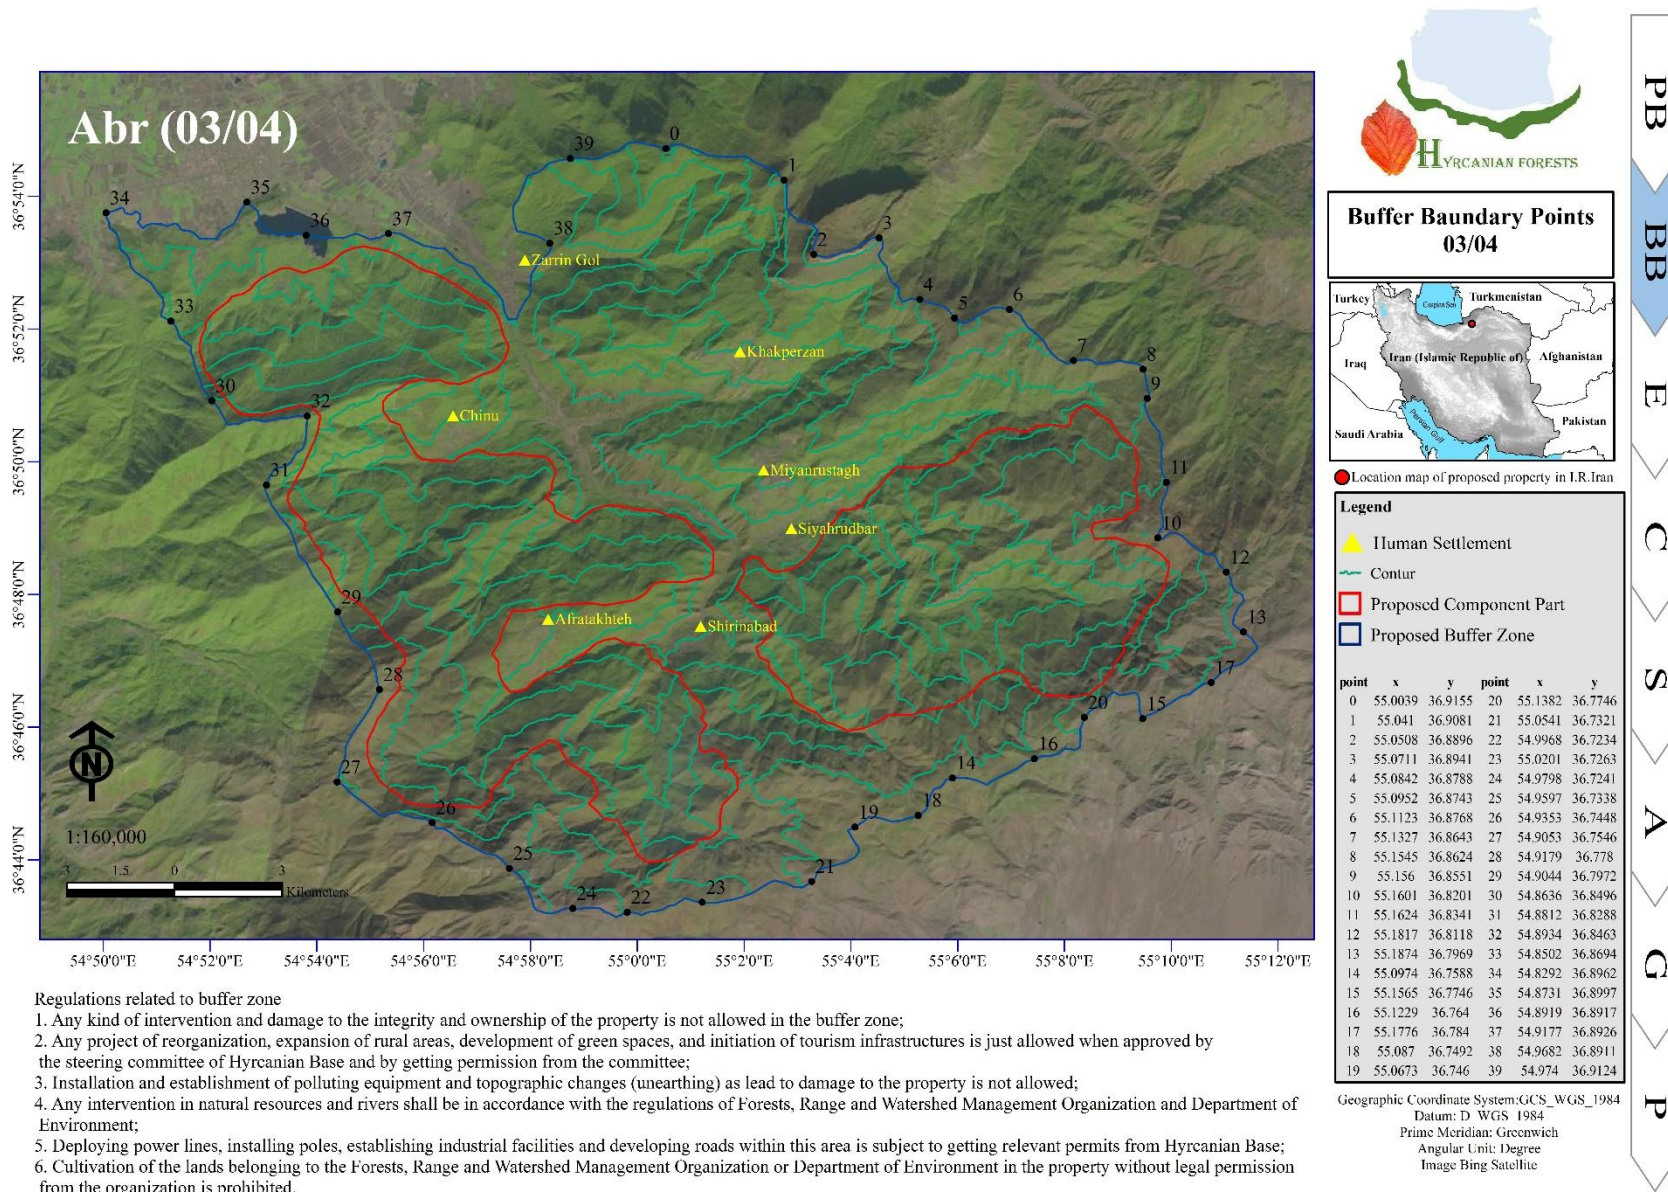 Abr (03/04)
36°54'0"N
36°52'0"N
36°50'0"N
36°48'0"N
36°46'0"N
36°44'0"N
39
0
1
34
35
36
37
38
2
3
Zarrin Gol
4
5
6
33
Khakperzan
7
8
9
30
32
Chinu
31
Miyanrustagh
11
Siyahrudbar
10
12
29
Afratakhteh
Shirinabad
13
28
17
20
15
16
27
14
26
18
19
25
21
24
22
23
N
1:160,000
3 1.5 0 3
Kilometers
54°50'0"E 54°52'0"E 54°54'0"E 54°56'0"E 54°58'0"E 55°0'0"E 55°2'0"E 55°4'0"E 55°6'0"E 55°8'0"E 55°10'0"E 55°12'0"E
Regulations related to buffer zone
1. Any kind of intervention and damage to the integrity and ownership of the property is not allowed in the buffer zone;
2. Any project of reorganization, expansion of rural areas, development of green spaces, and initiation of tourism infrastructures is just allowed when approved by
the steering committee of Hyrcanian Base and by getting permission from the committee;
3. Installation and establishment of polluting equipment and topographic changes (unearthing) as lead to damage to the property is not allowed;
4. Any intervention in natural resources and rivers shall be in accordance with the regulations of Forests, Range and Watershed Management Organization and Department of
Environment;
5. Deploying power lines, installing poles, establishing industrial facilities and developing roads within this area is subject to getting relevant permits from Hyrcanian Base;
6. Cultivation of the lands belonging to the Forests, Range and Watershed Management Organization or Department of Environment in the property without legal permission
from the organization is prohibited.
HYRCANIAN FORESTS
Buffer Baundary Points
03/04
Turkey
Caspian Sea
Turkmenistan
Iraq
Iran (Islamic Republic of)
Afghanistan
Saudi Arabia
Persian Gulf
Pakistan
Location map of proposed property in I.R.Iran
Legend
Human Settlement
Contur
Proposed Component Part
Proposed Buffer Zone
point x y point x y
0 55.0039 36.9155 20 55.1382 36.7746
1 55.041 36.9081 21 55.0541 36.7321
2 55.0508 36.8896 22 54.9968 36.7234
3 55.0711 36.8941 23 55.0201 36.7263
4 55.0842 36.8788 24 54.9798 36.7241
5 55.0952 36.8743 25 54.9597 36.7338
6 55.1123 36.8768 26 54.9353 36.7448
7 55.1327 36.8643 27 54.9053 36.7546
8 55.1545 36.8624 28 54.9179 36.778
9 55.156 36.8551 29 54.9044 36.7972
10 55.1601 36.8201 30 54.8636 36.8496
11 55.1624 36.8341 31 54.8812 36.8288
12 55.1817 36.8118 32 54.8934 36.8463
13 55.1874 36.7969 33 54.8502 36.8694
14 55.0974 36.7588 34 54.8292 36.8962
15 55.1565 36.7746 35 54.8731 36.8997
16 55.1229 36.764 36 54.8919 36.8917
17 55.1776 36.784 37 54.9177 36.8926
18 55.087 36.7492 38 54.9682 36.8911
19 55.0673 36.746 39 54.974 36.9124
Geographic Coordinate System:GCS_WGS_1984
Datum: D_WGS_1984
Prime Meridian: Greenwich
Angular Unit: Degree
Image Bing Satellite
PB
BB
E
C
S
A
G
P